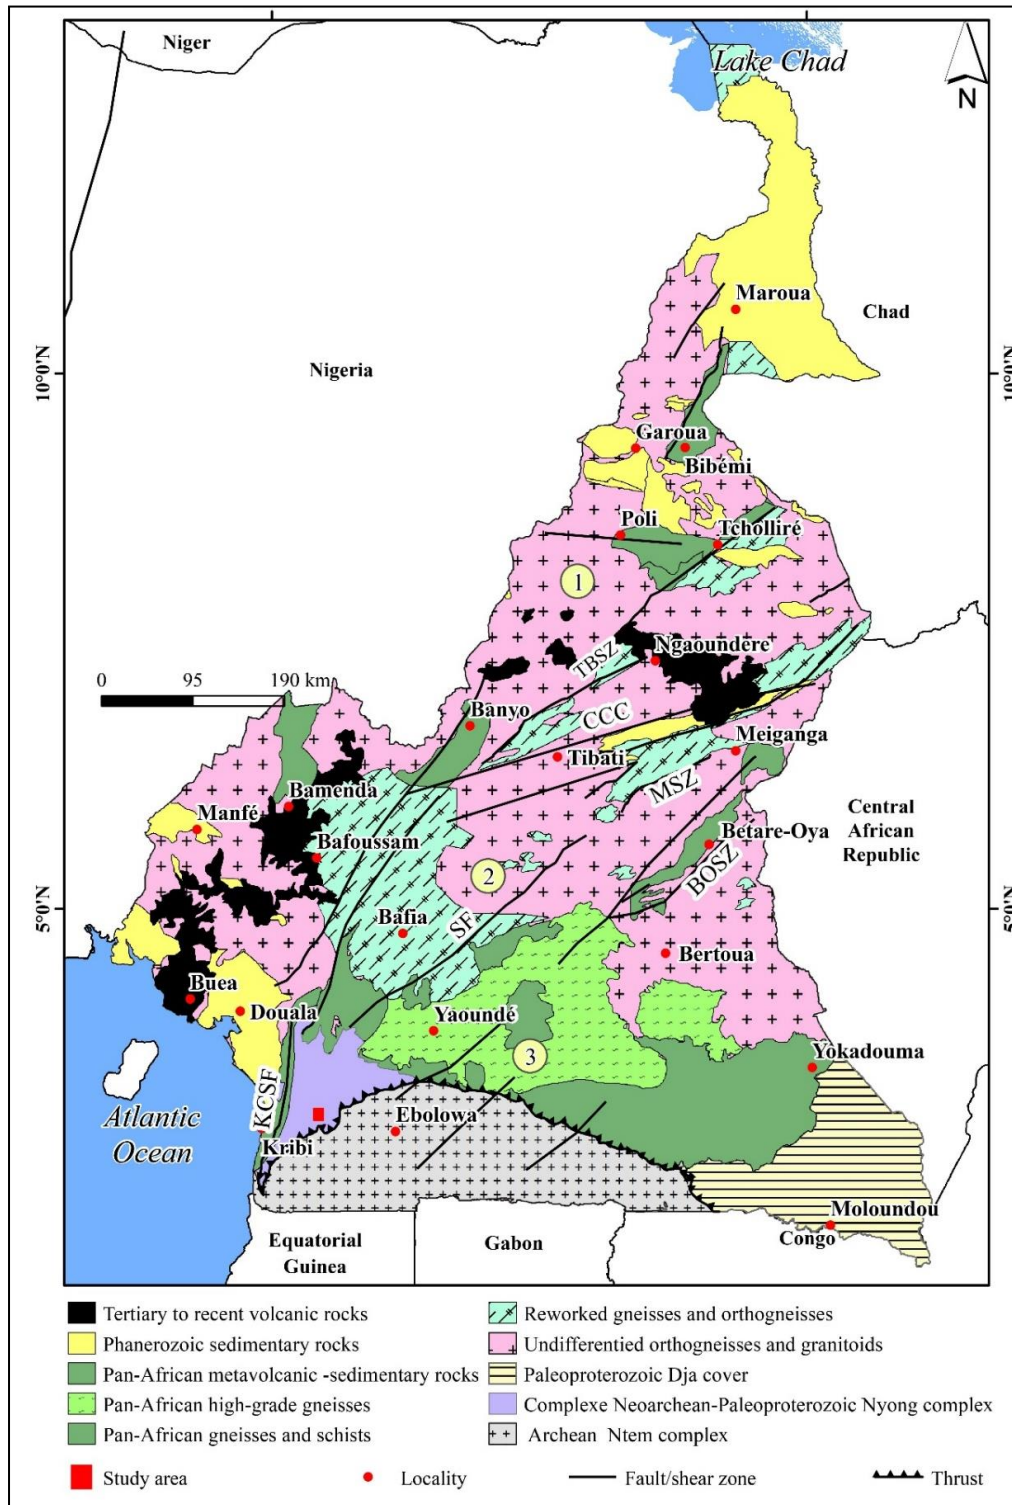 Niger
Lake Chad
N
Maroua
Chad
10°0'N
10°0'N
Nigeria
Garoua
Bibémi
Poli
Tcholliré
1
Ngaoundere
TBSZ
0 95 190 km
Banyo
CCC
Meiganga
Tibati
MSZ
Bamenda
Manfé
Central
African
Republic
Betare-Oya
Bafoussam
BOSZ
2
5°0'N
5°0'N
Bafia
SF
Bertoua
Buea
Douala
Yaoundé
3
Yokadouma
KCSF
Atlantic
Ocean
Ebolowa
Kribi
Moloundou
Congo
Equatorial
Guinea
Gabon
Tertiary to recent volcanic rocks
Phanerozoic sedimentary rocks
Pan-African metavolcanic -sedimentary rocks
Pan-African high-grade gneisses
Pan-African gneisses and schists
Reworked gneisses and orthogneisses
Undifferentied orthogneisses and granitoids
Paleoproterozoic Dja cover
Complexe Neoarchean-Paleoproterozoic Nyong complex
Archean Ntem complex
Study area
Locality
Fault/shear zone
Thrust